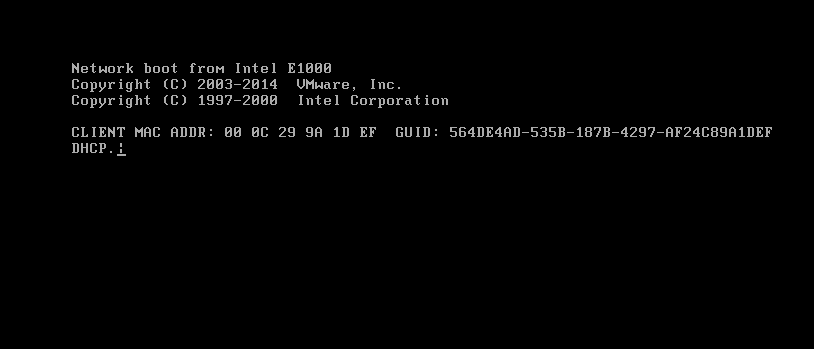 Network boot from Intel E1000
Copyright (C) 2003-2014  VMware, Inc.
Copyright (C) 1997-2000  Intel Corporation
CLIENT MAC ADDR: 00 0C 29 9A 1D EF  GUID: 564DE4AD-535B-187B-4297-AF24C89A1DEF
DHCP.¦